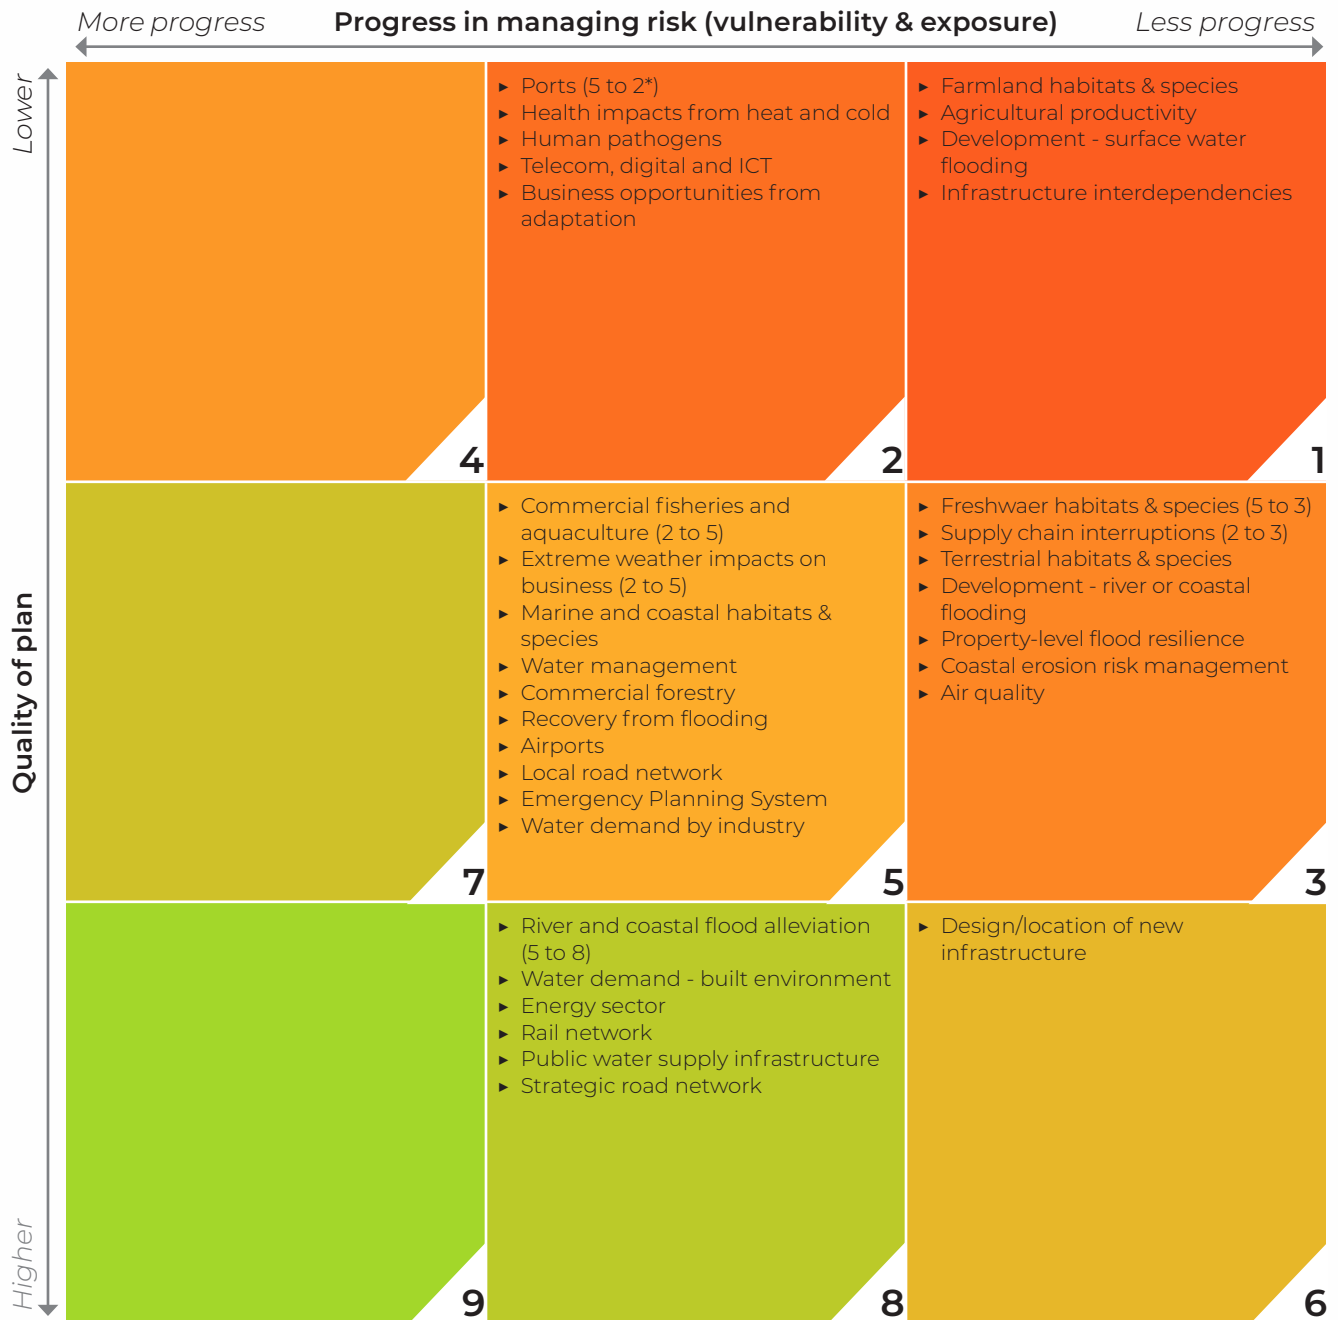 More progress
Progress in managing risk (vulnerability & exposure)
Less progress
Lower
Quality of plan
Higher
4
▸ Ports (5 to 2*)
▸ Health impacts from heat and cold
▸ Human pathogens
▸ Telecom, digital and ICT
▸ Business opportunities from
adaptation
2
▸ Farmland habitats & species
▸ Agricultural productivity
▸ Development - surface water
flooding
▸ Infrastructure interdependencies
1
7
▸ Commercial fisheries and
aquaculture (2 to 5)
▸ Extreme weather impacts on
business (2 to 5)
▸ Marine and coastal habitats &
species
▸ Water management
▸ Commercial forestry
▸ Recovery from flooding
▸ Airports
▸ Local road network
▸ Emergency Planning System
▸ Water demand by industry
5
▸ Freshwaer habitats & species (5 to 3)
▸ Supply chain interruptions (2 to 3)
▸ Terrestrial habitats & species
▸ Development - river or coastal
flooding
▸ Property-level flood resilience
▸ Coastal erosion risk management
▸ Air quality
3
9
▸ River and coastal flood alleviation
(5 to 8)
▸ Water demand - built environment
▸ Energy sector
▸ Rail network
▸ Public water supply infrastructure
▸ Strategic road network
8
▸ Design/location of new
infrastructure
6